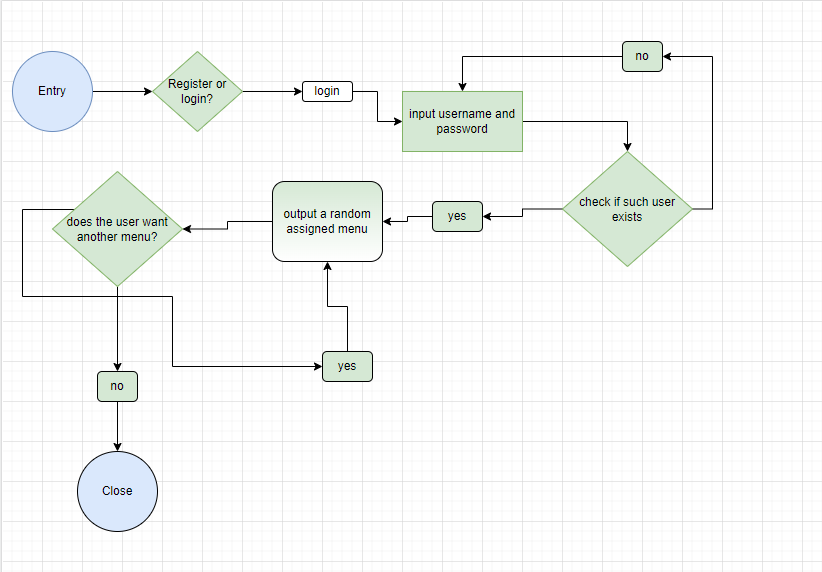 no
Entry
Register or
login?
login
input username and
password
check if such user
exists
yes
output a random
assigned menu
does the user want
another menu?
yes
no
Close